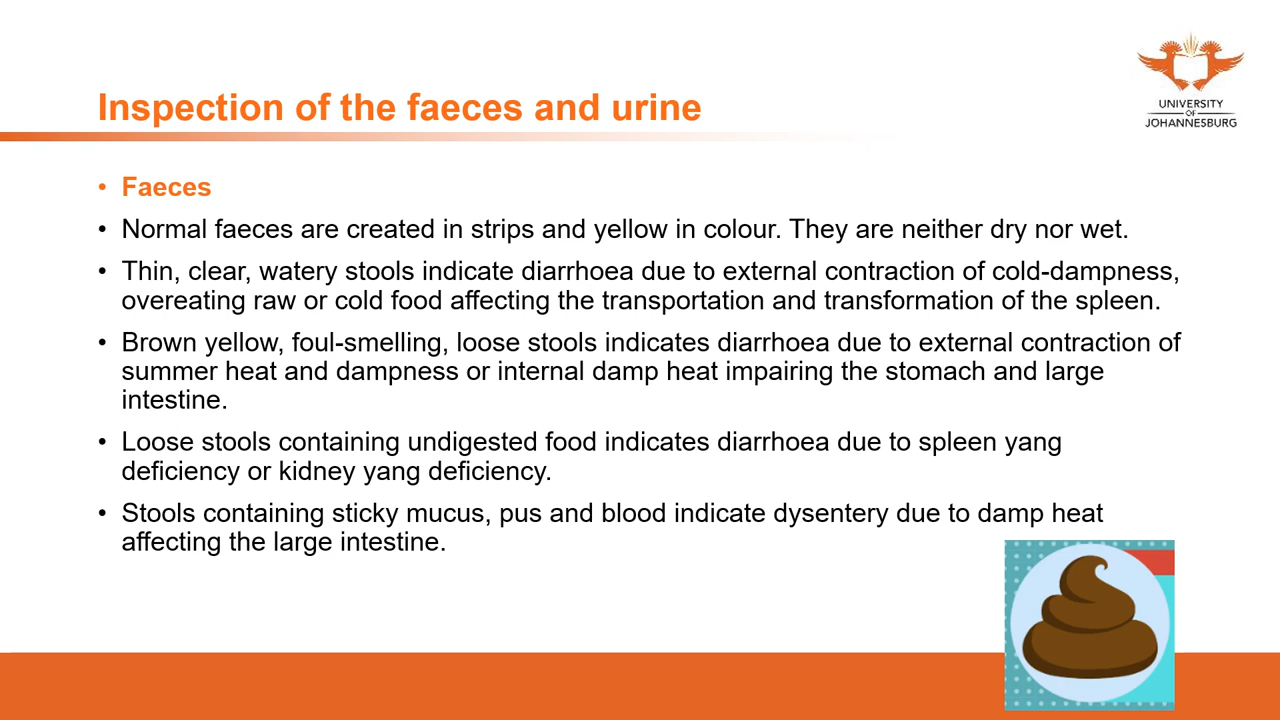 Inspection of the faeces and urine
UNIVERSITY
OF
JOHANNESBURG
• Faeces
• Normal faeces are created in strips and yellow in colour. They are neither dry nor wet.
• Thin, clear, watery stools indicate diarrhoea due to external contraction of cold-dampness,
overeating raw or cold food affecting the transportation and transformation of the spleen.
• Brown yellow, foul-smelling, loose stools indicates diarrhoea due to external contraction of
summer heat and dampness or internal damp heat impairing the stomach and large
intestine.
• Loose stools containing undigested food indicates diarrhoea due to spleen yang
deficiency or kidney yang deficiency.
• Stools containing sticky mucus, pus and blood indicate dysentery due to damp heat
affecting the large intestine.